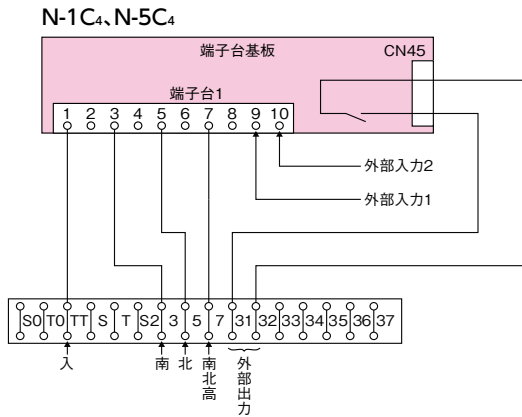 N-1C₄、N-5C₄
端子台基板
CN45
端子台1
1 2 3 4 5 6 7 8 9 10
外部入力2
外部入力1
S0 T0 TT S T S2 3 5 7 31 32 33 34 35 36 37
入 南 北 南北高 外部出力